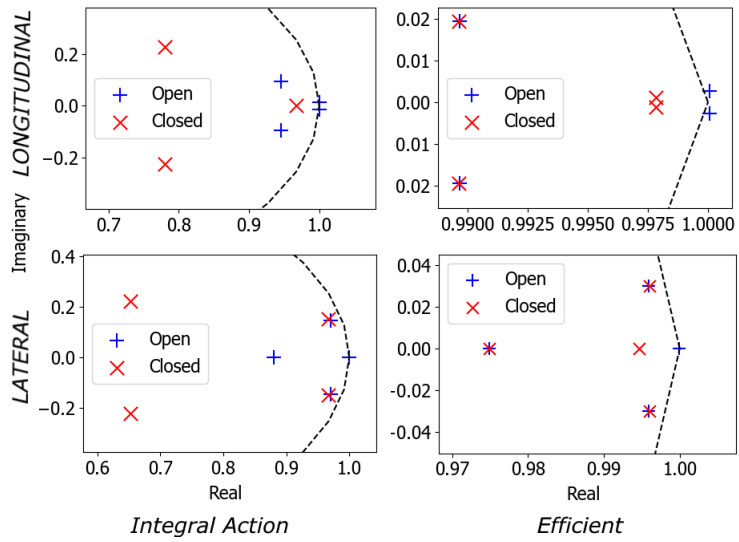 LONGITUDINAL
Imaginary
LATERAL
0.2
0.0
−0.2
Open
Closed
0.7 0.8 0.9 1.0
0.02
0.01
0.00
0.01
0.02
Open
Closed
0.9900 0.9925 0.9950 0.9975 1.0000
0.4
0.2
0.0
−0.2
Open
Closed
0.6 0.7 0.8 0.9 1.0
Real
0.04
0.02
0.00
-0.02
-0.04
Open
Closed
0.97 0.98 0.99 1.00
Real
Integral Action
Efficient